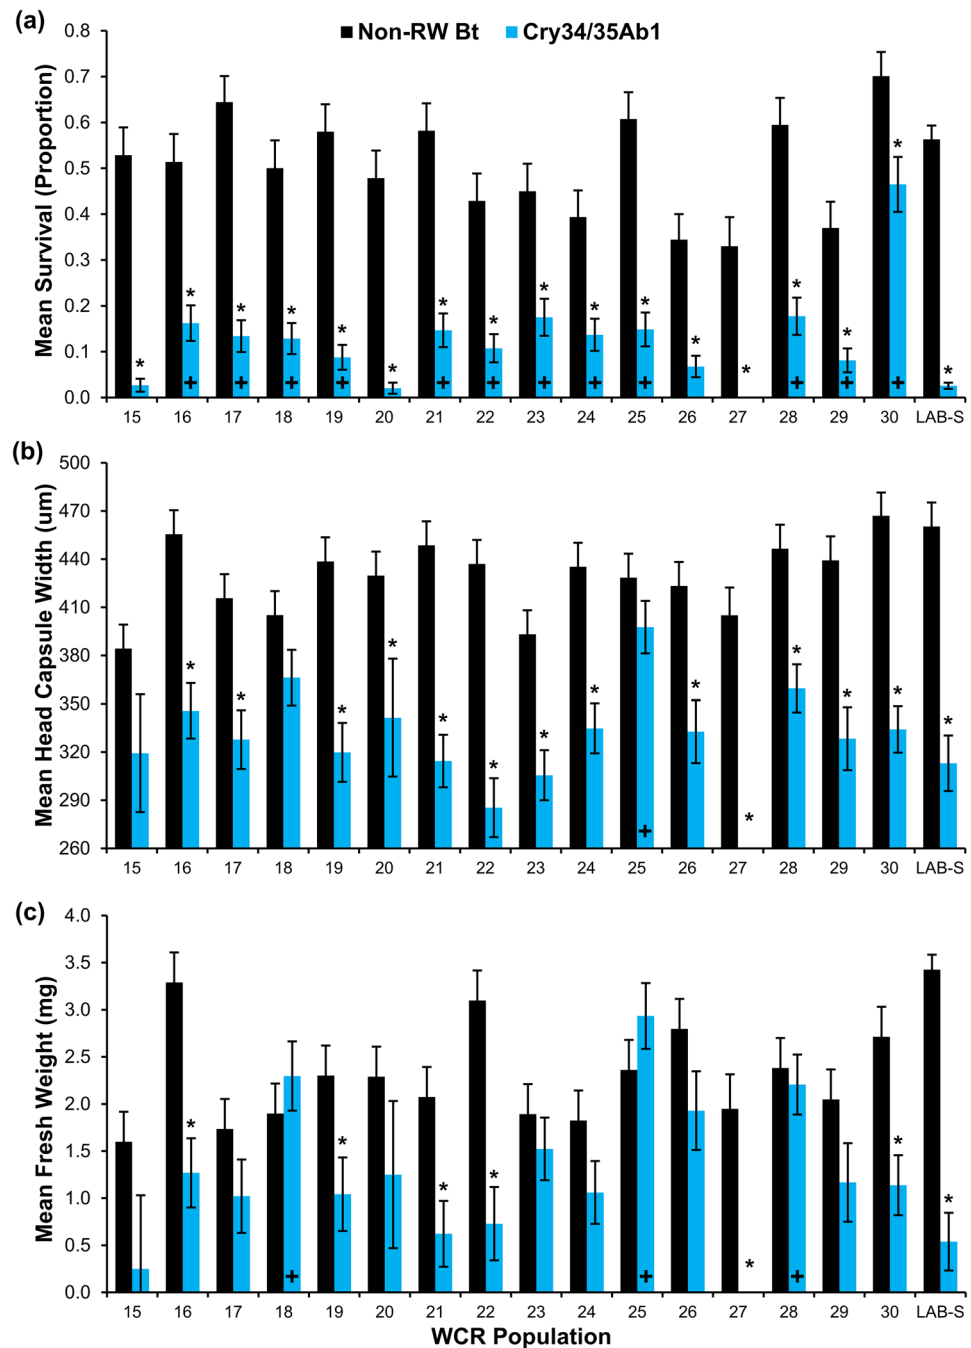 (a)
Non-RW Bt Cry34/35Ab1
Mean Survival (Proportion)
0.8
0.7
0.6
0.5
0.4
0.3
0.2
0.1
0.0
* * * * * * * * * * * * * * * * *
+ + + + + + + + + + + +
15 16 17 18 19 20 21 22 23 24 25 26 27 28 29 30 LAB-S
(b)
Mean Head Capsule Width (um)
500
470
440
410
380
350
320
290
260
* * * * * * * * * * * * * *
+
15 16 17 18 19 20 21 22 23 24 25 26 27 28 29 30 LAB-S
(c)
Mean Fresh Weight (mg)
4.0
3.5
3.0
2.5
2.0
1.5
1.0
0.5
0.0
* * * * * * *
+ + +
15 16 17 18 19 20 21 22 23 24 25 26 27 28 29 30 LAB-S
WCR Population